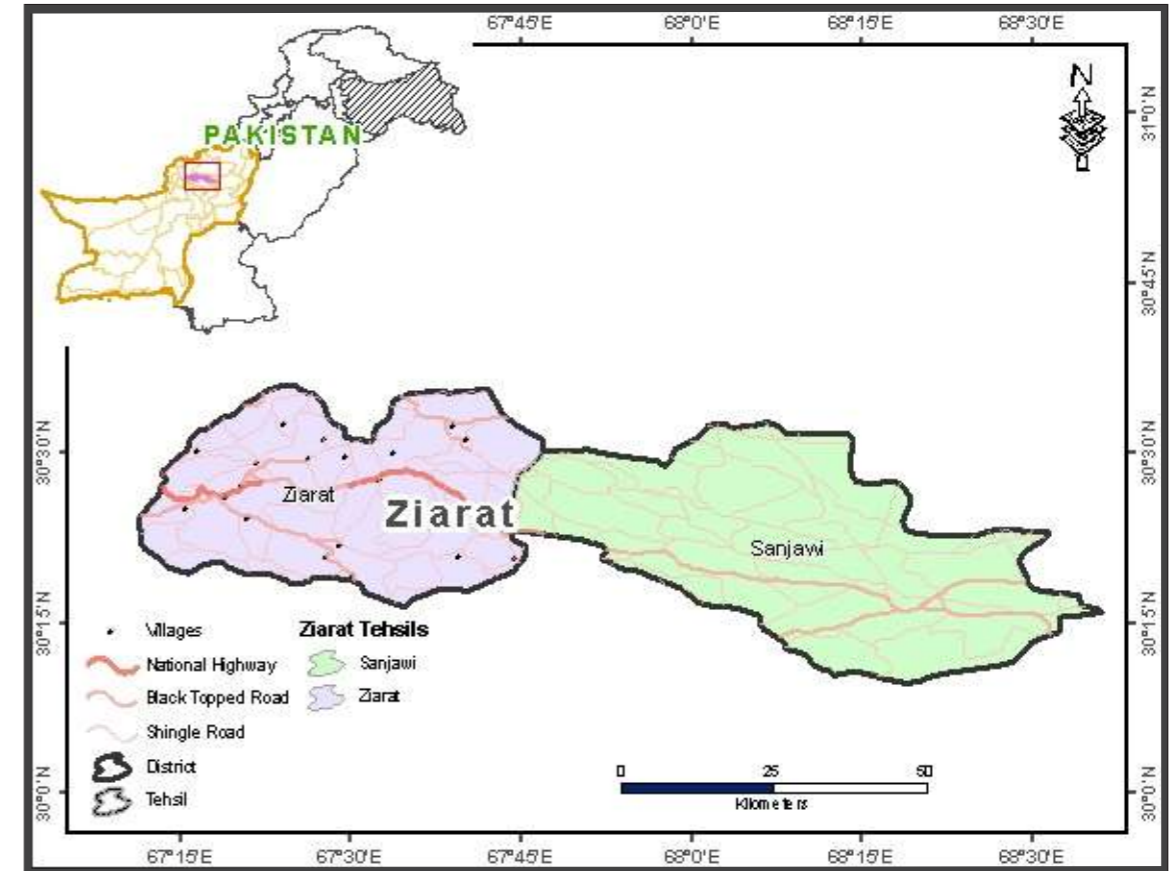 67°45'E 68°0'E 68°15'E 68°30'E
N
PAKISTAN
31°0'N
30°45'N
30°30'N
30°30'N
Ziarat
Ziarat
Sanjawi
30°15'N
30°15'N
Villages
National Highway
Black Topped Road
Shingle Road
District
Tehsil
Ziarat Tehsils
Sanjawi
Ziarat
0 25 50
Kilometers
30°0'N
30°0'N
67°15'E 67°30'E 67°45'E 68°0'E 68°15'E 68°30'E